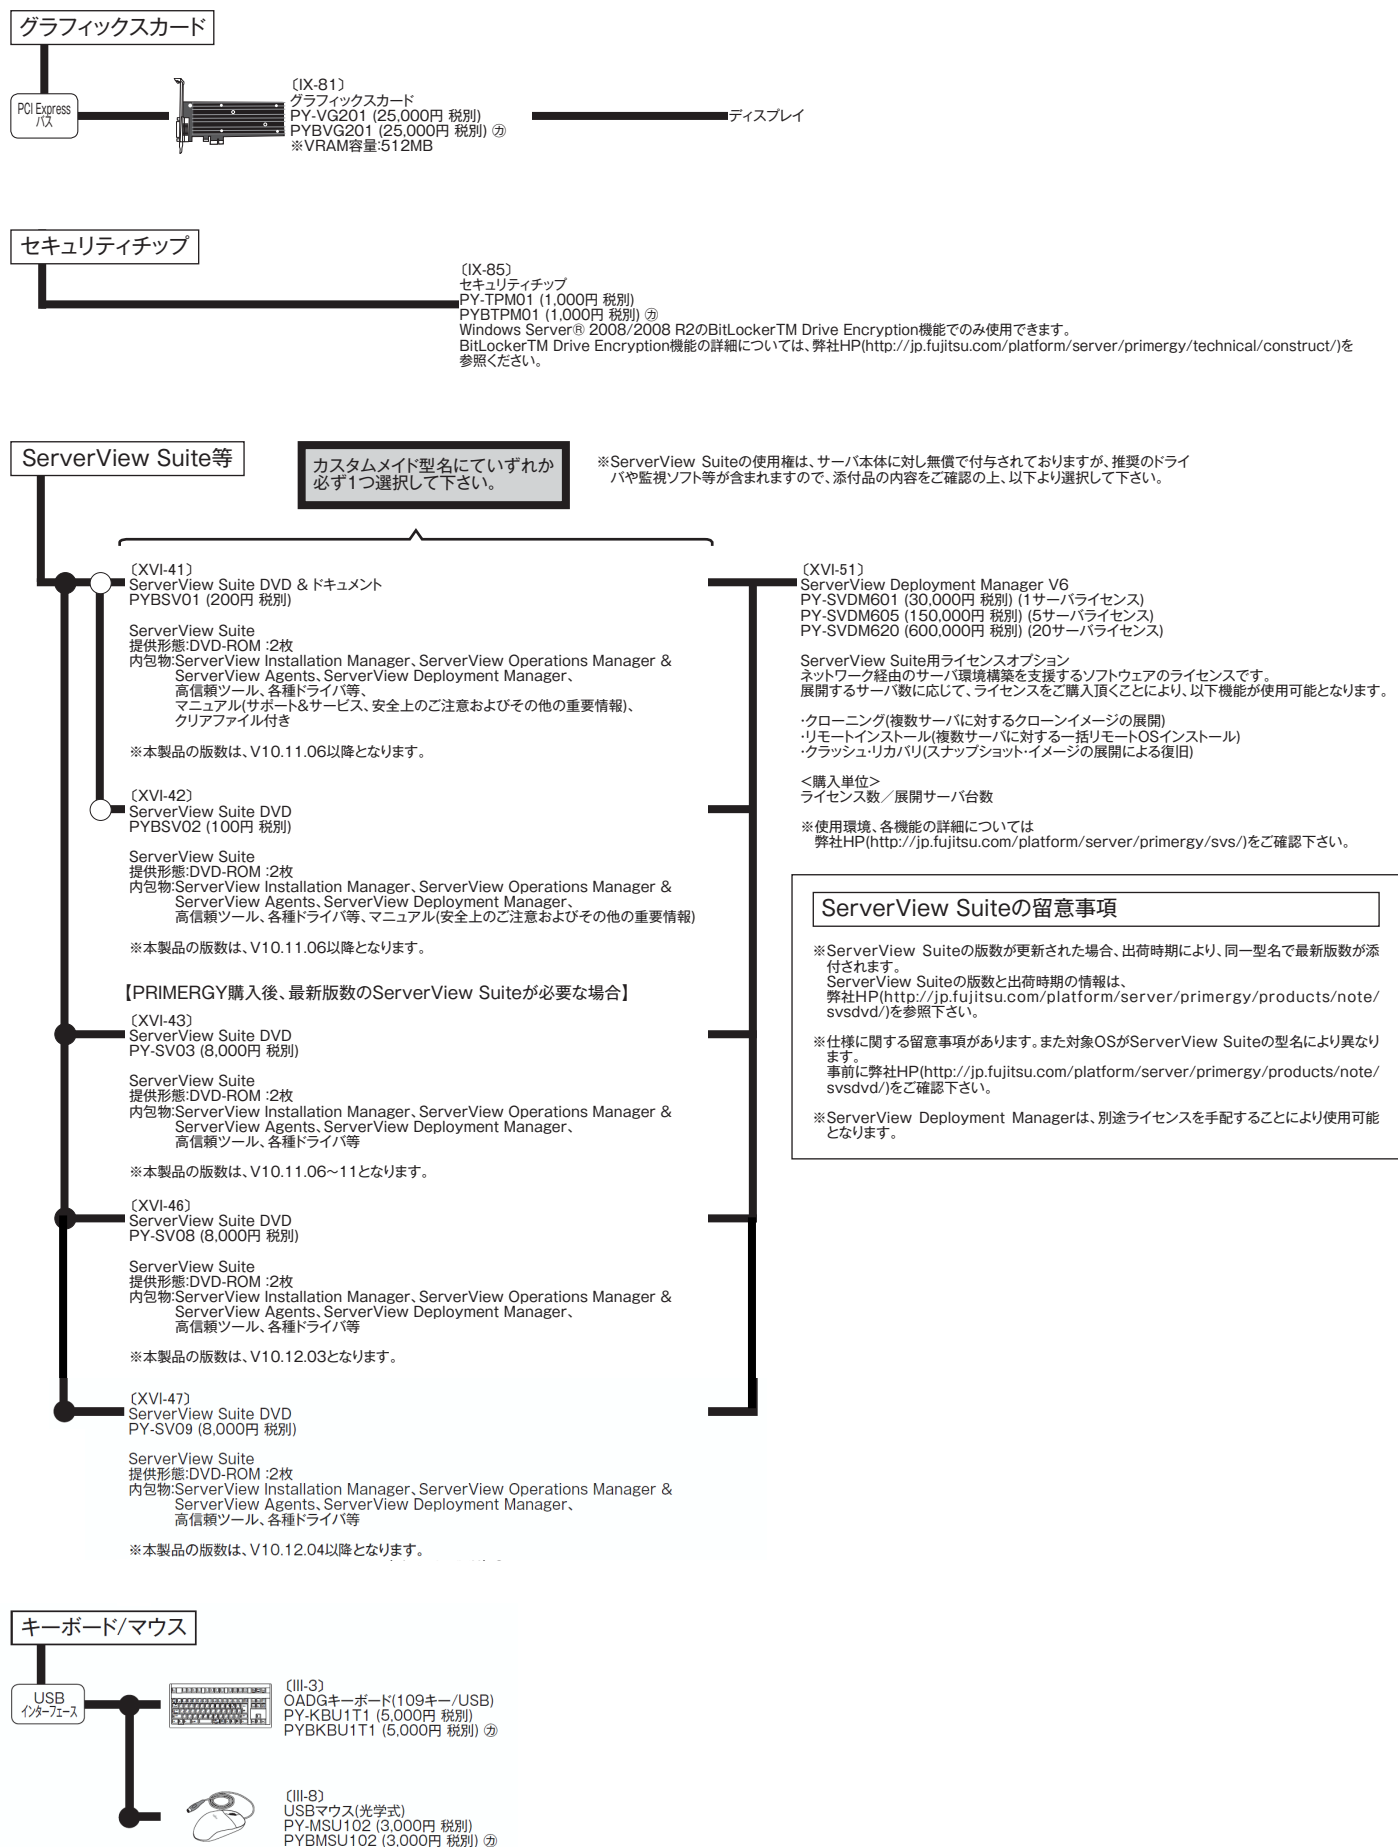 グラフィックスカード
PCI Express
バス
〔IX-81〕
グラフィックスカード
PY-VG201 (25,000円 税別)
PYBVG201 (25,000円 税別) ㋕
※VRAM容量:512MB
ディスプレイ
セキュリティチップ
〔IX-85〕
セキュリティチップ
PY-TPM01 (1,000円 税別)
PYBTPM01 (1,000円 税別) ㋕
Windows Server® 2008/2008 R2のBitLockerTM Drive Encryption機能でのみ使用できます。
BitLockerTM Drive Encryption機能の詳細については、弊社HP(http://jp.fujitsu.com/platform/server/primergy/technical/construct/)を
参照ください。
ServerView Suite等
カスタムメイド型名にていずれか
必ず1つ選択して下さい。
※ServerView Suiteの使用権は、サーバ本体に対し無償で付与されておりますが、推奨のドライ
バや監視ソフト等が含まれますので、添付品の内容をご確認の上、以下より選択して下さい。
〔XVI-41〕
ServerView Suite DVD & ドキュメント
PYBSV01 (200円 税別)
ServerView Suite
提供形態:DVD-ROM :2枚
内包物:ServerView Installation Manager、ServerView Operations Manager &
ServerView Agents、ServerView Deployment Manager、
高信頼ツール、各種ドライバ等、
マニュアル(サポート&サービス、安全上のご注意およびその他の重要情報)、
クリアファイル付き
※本製品の版数は、V10.11.06以降となります。
〔XVI-42〕
ServerView Suite DVD
PYBSV02 (100円 税別)
ServerView Suite
提供形態:DVD-ROM :2枚
内包物:ServerView Installation Manager、ServerView Operations Manager &
ServerView Agents、ServerView Deployment Manager、
高信頼ツール、各種ドライバ等、マニュアル(安全上のご注意およびその他の重要情報)
※本製品の版数は、V10.11.06以降となります。
【PRIMERGY購入後、最新版数のServerView Suiteが必要な場合】
〔XVI-43〕
ServerView Suite DVD
PY-SV03 (8,000円 税別)
ServerView Suite
提供形態:DVD-ROM :2枚
内包物:ServerView Installation Manager、ServerView Operations Manager &
ServerView Agents、ServerView Deployment Manager、
高信頼ツール、各種ドライバ等
※本製品の版数は、V10.11.06～11となります。
〔XVI-46〕
ServerView Suite DVD
PY-SV08 (8,000円 税別)
ServerView Suite
提供形態:DVD-ROM :2枚
内包物:ServerView Installation Manager、ServerView Operations Manager &
ServerView Agents、ServerView Deployment Manager、
高信頼ツール、各種ドライバ等
※本製品の版数は、V10.12.03となります。
〔XVI-47〕
ServerView Suite DVD
PY-SV09 (8,000円 税別)
ServerView Suite
提供形態:DVD-ROM :2枚
内包物:ServerView Installation Manager、ServerView Operations Manager &
ServerView Agents、ServerView Deployment Manager、
高信頼ツール、各種ドライバ等
※本製品の版数は、V10.12.04以降となります。
〔XVI-51〕
ServerView Deployment Manager V6
PY-SVDM601 (30,000円 税別) (1サーバライセンス)
PY-SVDM605 (150,000円 税別) (5サーバライセンス)
PY-SVDM620 (600,000円 税別) (20サーバライセンス)
ServerView Suite用ライセンスオプション
ネットワーク経由のサーバ環境構築を支援するソフトウェアのライセンスです。
展開するサーバ数に応じて、ライセンスをご購入頂くことにより、以下機能が使用可能となります。
･クローニング(複数サーバに対するクローンイメージの展開)
･リモートインストール(複数サーバに対する一括リモートOSインストール)
･クラッシュ･リカバリ(スナップショット･イメージの展開による復旧)
＜購入単位＞
ライセンス数／展開サーバ台数
※使用環境、各機能の詳細については
弊社HP(http://jp.fujitsu.com/platform/server/primergy/svs/)をご確認下さい。
ServerView Suiteの留意事項
※ServerView Suiteの版数が更新された場合、出荷時期により、同一型名で最新版数が添
付されます。
ServerView Suiteの版数と出荷時期の情報は、
弊社HP(http://jp.fujitsu.com/platform/server/primergy/products/note/
svsdvd/)を参照下さい。
※仕様に関する留意事項があります。また対象OSがServerView Suiteの型名により異なり
ます。
事前に弊社HP(http://jp.fujitsu.com/platform/server/primergy/products/note/
svsdvd/)をご確認下さい。
※ServerView Deployment Managerは、別途ライセンスを手配することにより使用可能
となります。
キーボード/マウス
USB
インターフェース
〔III-3〕
OADGキーボード(109キー/USB)
PY-KBU1T1 (5,000円 税別)
PYBKBU1T1 (5,000円 税別) ㋕
〔III-8〕
USBマウス(光学式)
PY-MSU102 (3,000円 税別)
PYBMSU102 (3,000円 税別) ㋕